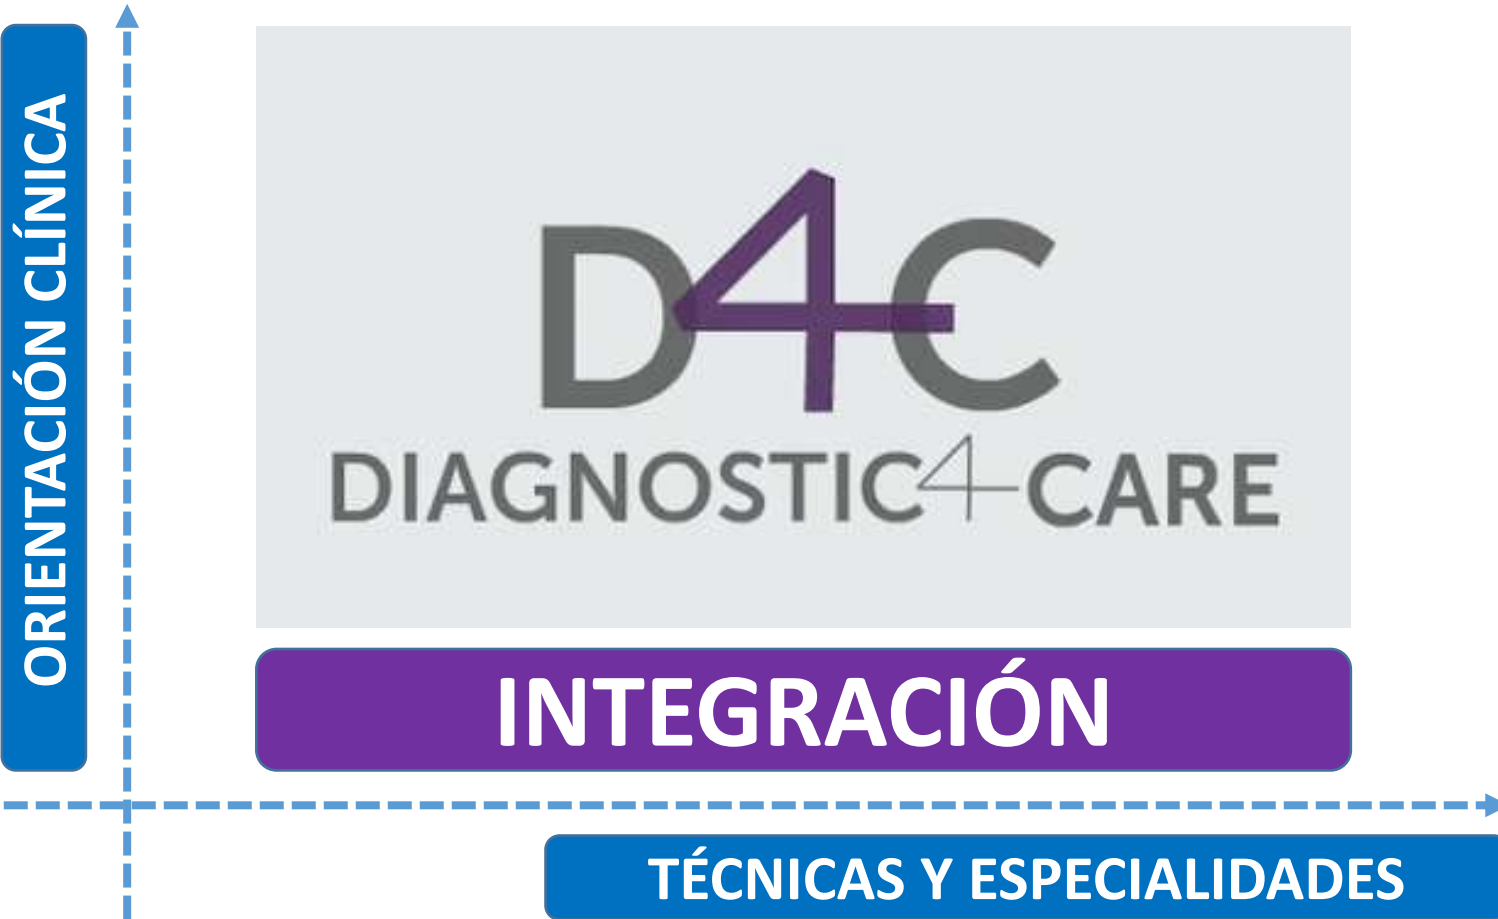 ORIENTACIÓN CLÍNICA
D4C
DIAGNOSTIC4CARE
INTEGRACIÓN
TÉCNICAS Y ESPECIALIDADES